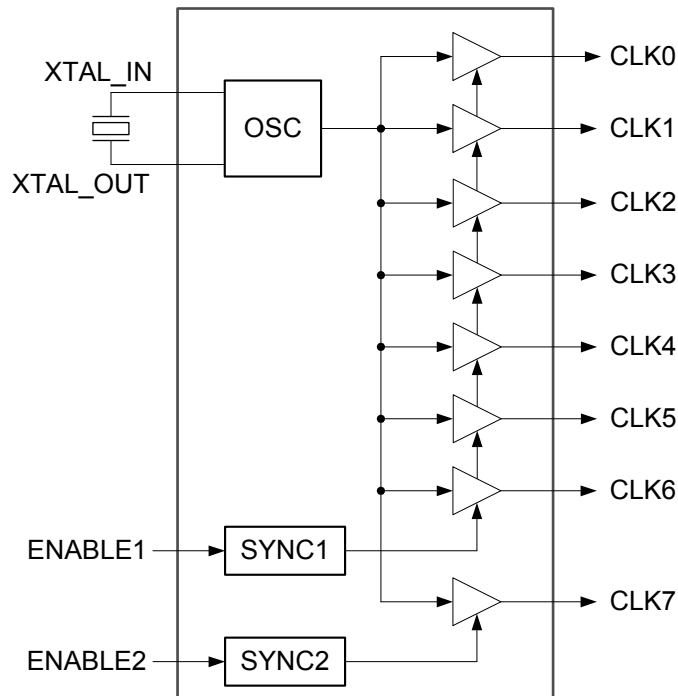 CLK0
XTAL_IN
OSC
CLK1
XTAL_OUT
CLK2
CLK3
CLK4
CLK5
CLK6
ENABLE1
SYNC1
CLK7
ENABLE2
SYNC2